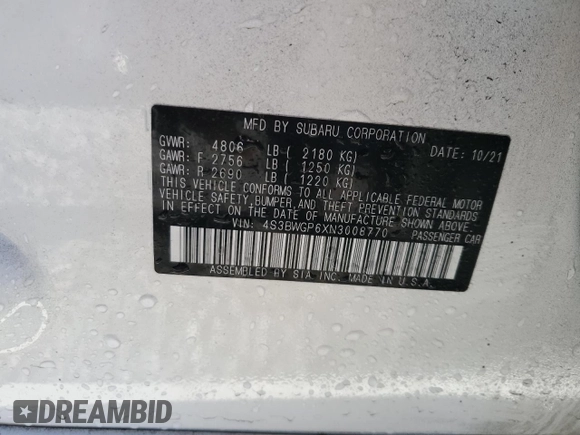 MFD BY SUBARU CORPORATION DATE: 10/21
GVWR: 4806 LB ( 2180 KG)
GAWR: F 2756 LB ( 1250 KG)
GAWR: R 2690 LB ( 1220 KG)
THIS VEHICLE CONFORMS TO ALL APPLICABLE FEDERAL MOTOR
VEHICLE SAFETY, BUMPER, AND THEFT PREVENTION STANDARDS
IN EFFECT ON THE DATE OF MANUFACTURE SHOWN ABOVE.
VIN: 4S3BWGP6XN3008770 PASSENGER CAR
ASSEMBLED BY SIA INC. MADE IN U.S.A.
DREAMBID